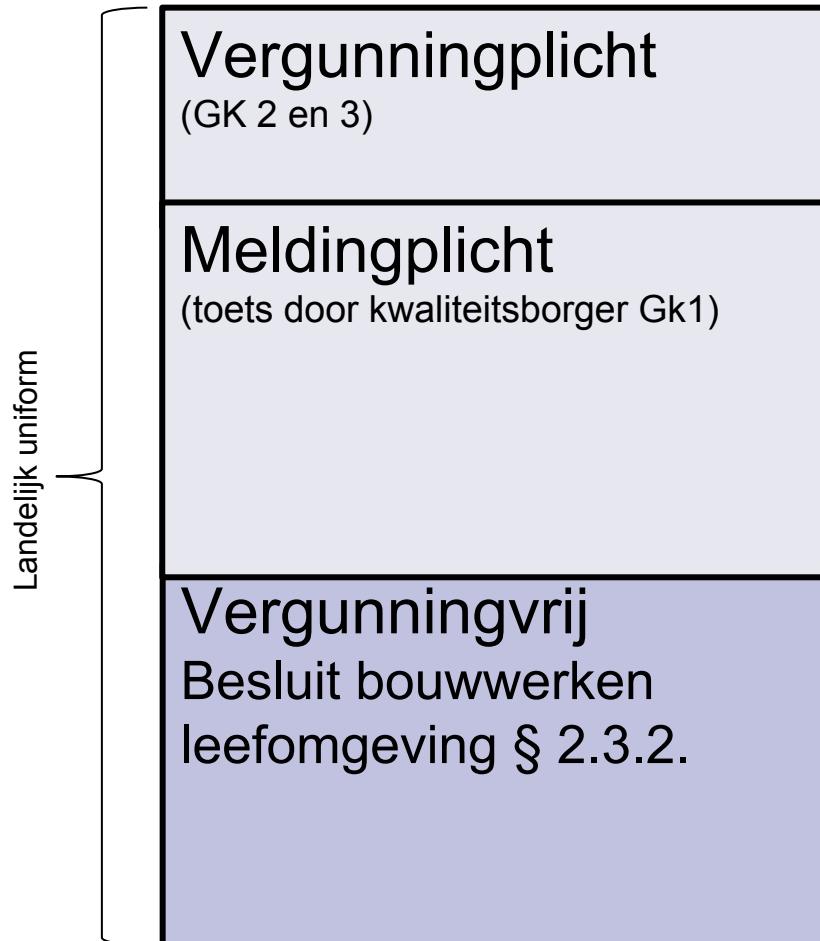 Landelijk uniform
Vergunningplicht
(GK 2 en 3)
Meldingplicht
(toets door kwaliteitsborger Gk1)
Vergunningvrij
Besluit bouwwerken
leefomgeving § 2.3.2.